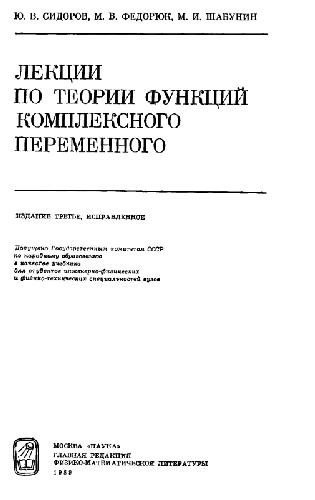 Ю. В. СИДОРОВ, М. В. ФЕДОРЮК, М. И. ШАБУНИН
ЛЕКЦИИ
ПО ТЕОРИИ ФУНКЦИЙ
КОМПЛЕКСНОГО
ПЕРЕМЕННОГО
ИЗДАНИЕ ТРЕТЬЕ, ИСПРАВЛЕННОЕ
Допущено Государственным комитетом СССР
по народному образованию
в качестве учебника
для студентов инженерно-физических
и физико-технических специальностей вузов
МОСКВА «НАУКА»
ГЛАВНАЯ РЕДАКЦИЯ
ФИЗИКО-МАТЕМАТИЧЕСКОЙ ЛИТЕРАТУРЫ
1989